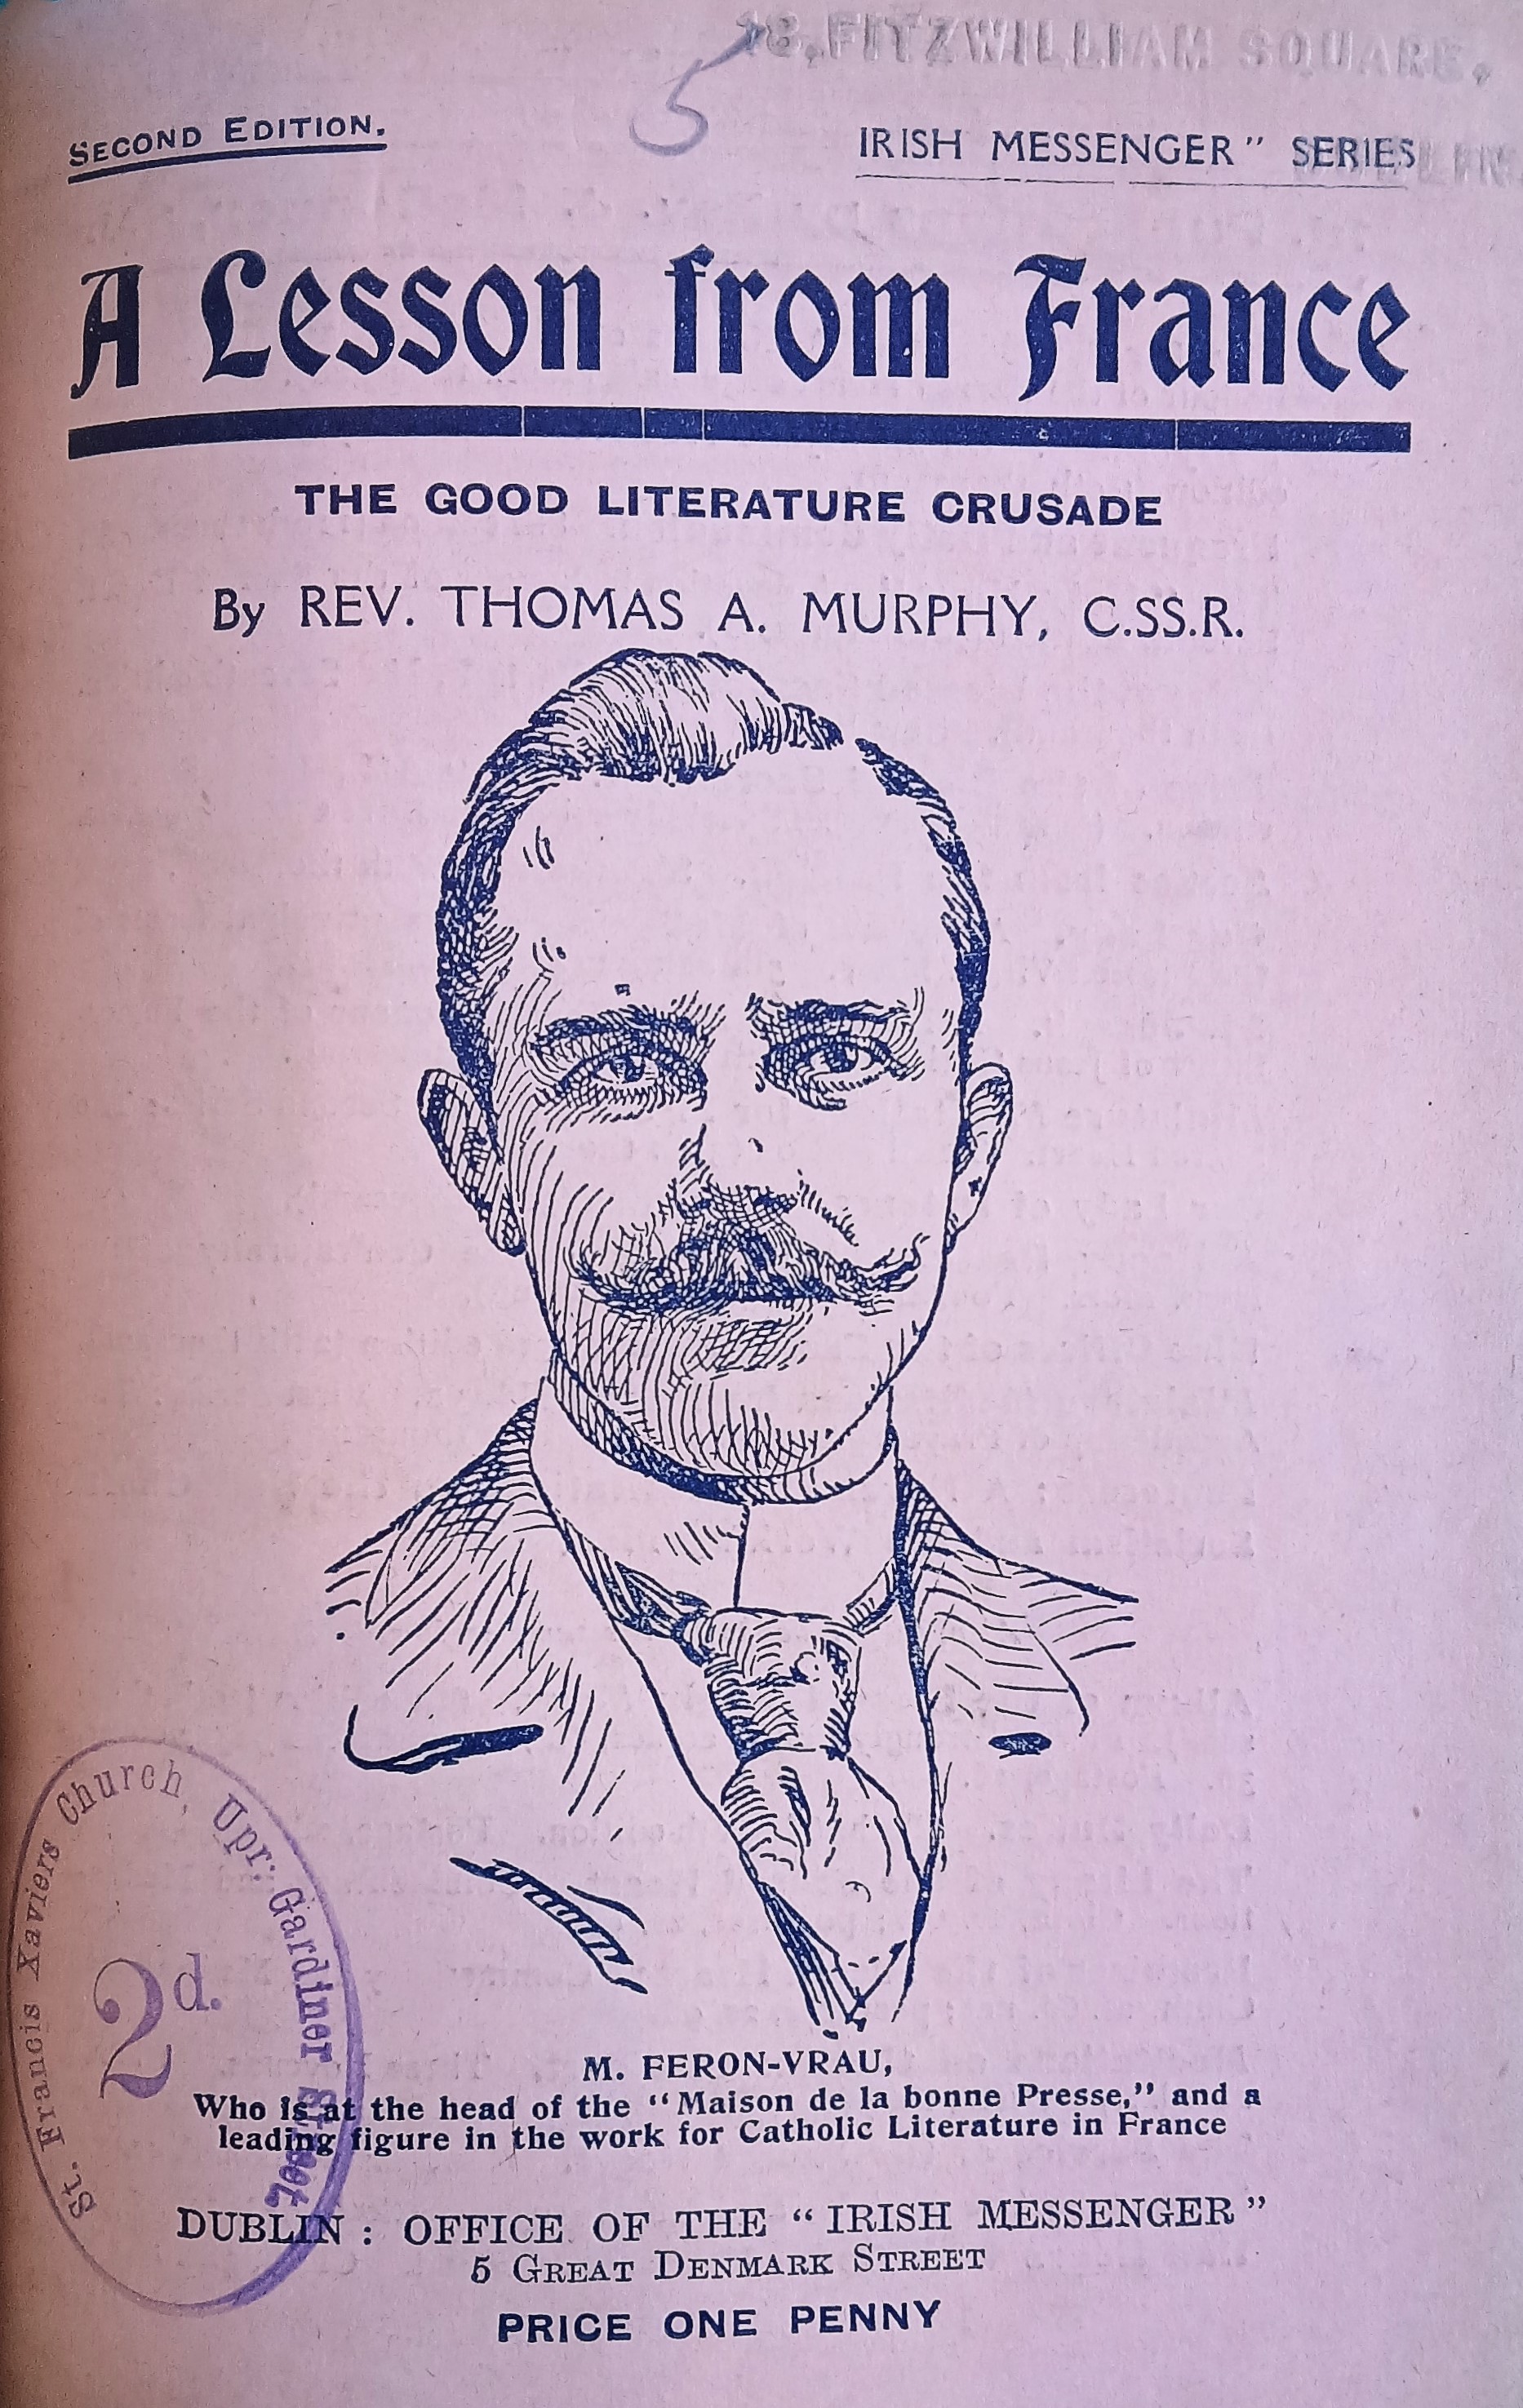 18, FITZWILLIAM SQUARE,
5
SECOND EDITION.
IRISH MESSENGER" SERIES
A Lesson from France
THE GOOD LITERATURE CRUSADE
By REV. THOMAS A. MURPHY, C.SS.R.
M. FERON-VRAU,
Who is at the head of the "Maison de la bonne Presse," and a
leading figure in the work for Catholic Literature in France
DUBLIN: OFFICE OF THE "IRISH MESSENGER"
5 GREAT DENMARK STREET
PRICE ONE PENNY
St. Francis Xaviers Church, Upr. Gardiner Street
2d.